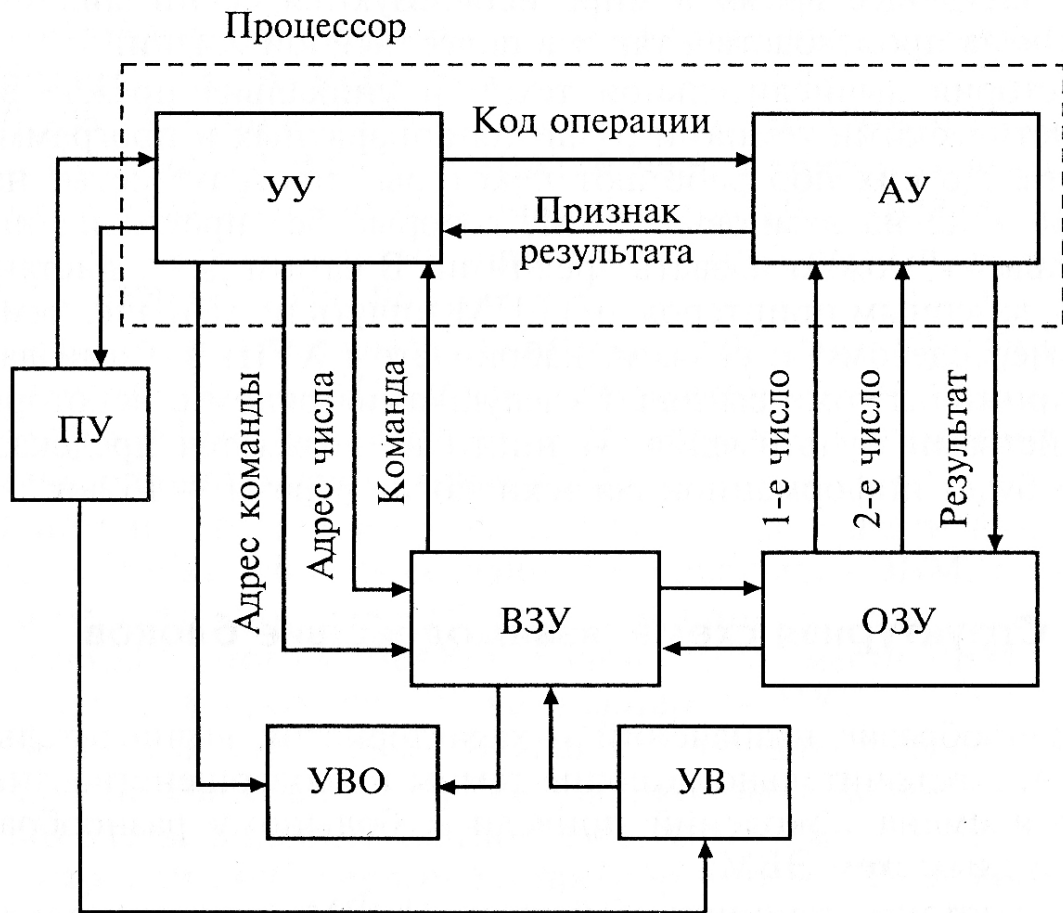 Процессор
УУ
Код операции
АУ
Признак
результата
ПУ
Адрес команды
Адрес числа
Команда
1-е число
2-е число
Результат
ВЗУ
ОЗУ
УВО
УВ